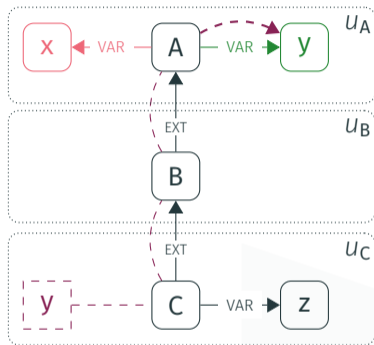 u_A
x VAR A VAR y
EXT
u_B
B
EXT
u_C
y C VAR z